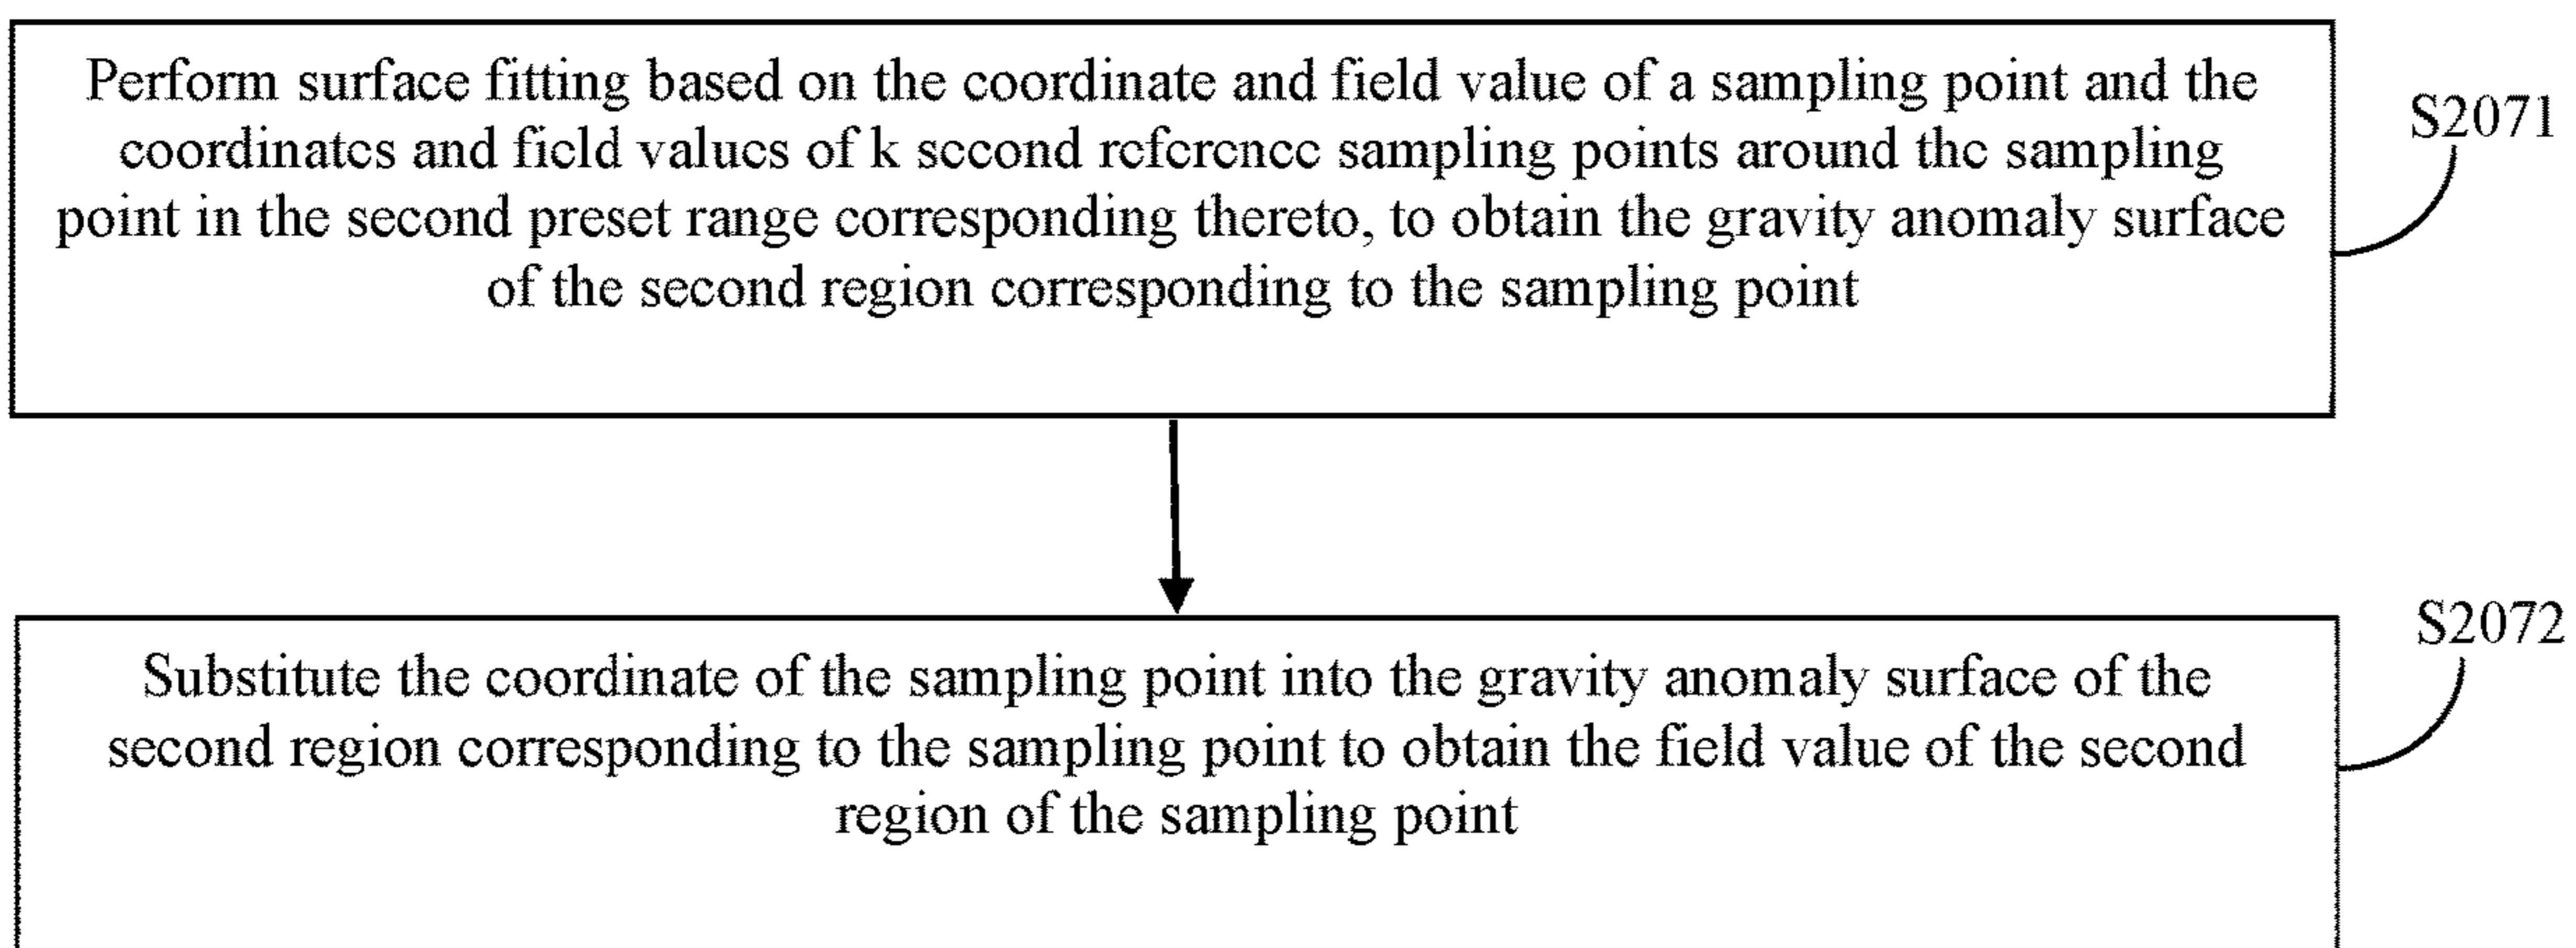 Perform surface fitting based on the coordinate and field value of a sampling point and the
coordinates and field values of k second reference sampling points around the sampling
point in the second preset range corresponding thereto, to obtain the gravity anomaly surface
of the second region corresponding to the sampling point
S2071
Substitute the coordinate of the sampling point into the gravity anomaly surface of the
second region corresponding to the sampling point to obtain the field value of the second
region of the sampling point
S2072